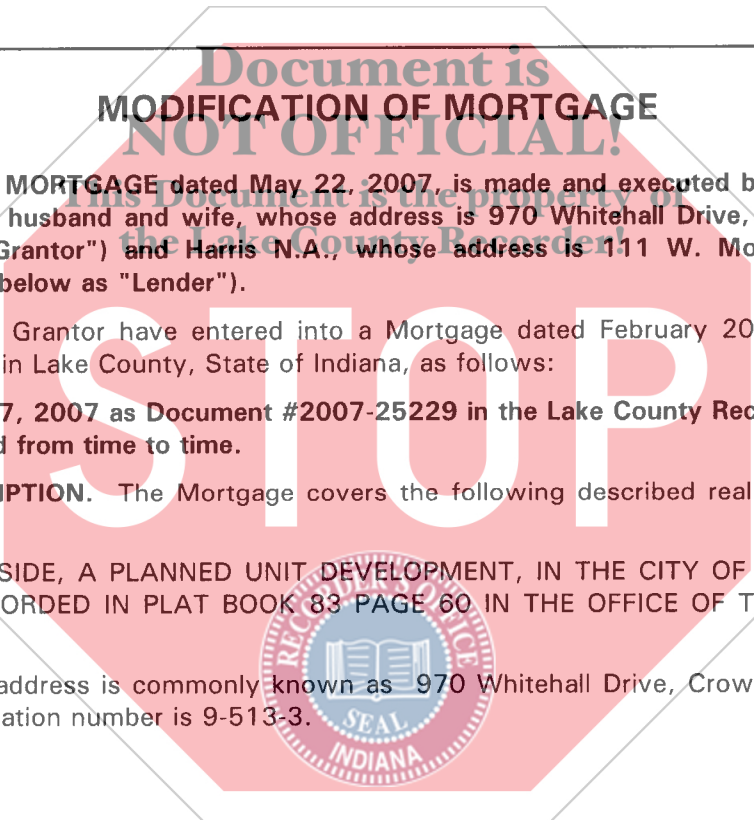 Document is
MODIFICATION OF MORTGAGE
NOT OFFICIAL!
MORTGAGE dated May 22, 2007, is made and executed b
This Document is the property of
husband and wife, whose address is 970 Whitehall Drive,
Grantor") and Harris N.A., whose address is 111 W. Mo
the Lake County Recorder!
below as "Lender").
Grantor have entered into a Mortgage dated February 20
in Lake County, State of Indiana, as follows:
7, 2007 as Document #2007-25229 in the Lake County Rec
d from time to time.
STOP
IPTION. The Mortgage covers the following described real
SIDE, A PLANNED UNIT DEVELOPMENT, IN THE CITY OF
ORDED IN PLAT BOOK 83 PAGE 60 IN THE OFFICE OF T
RECORDER'S OFFICE
address is commonly known as 970 Whitehall Drive, Crow
ation number is 9-513-3.
SEAL
INDIANA